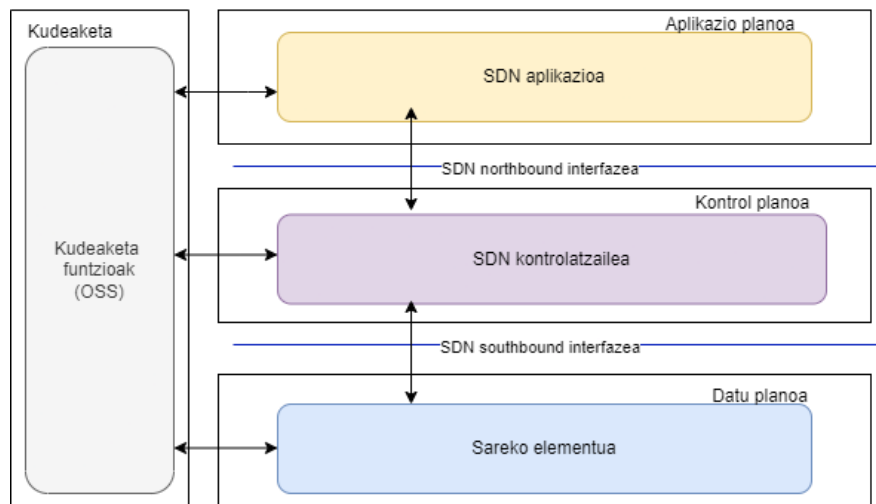 Kudeaketa
Kudeaketa
funtzioak
(OSS)
Aplikazio planoa
SDN aplikazioa
SDN northbound interfazea
Kontrol planoa
SDN kontrolatzailea
SDN southbound interfazea
Datu planoa
Sareko elementua